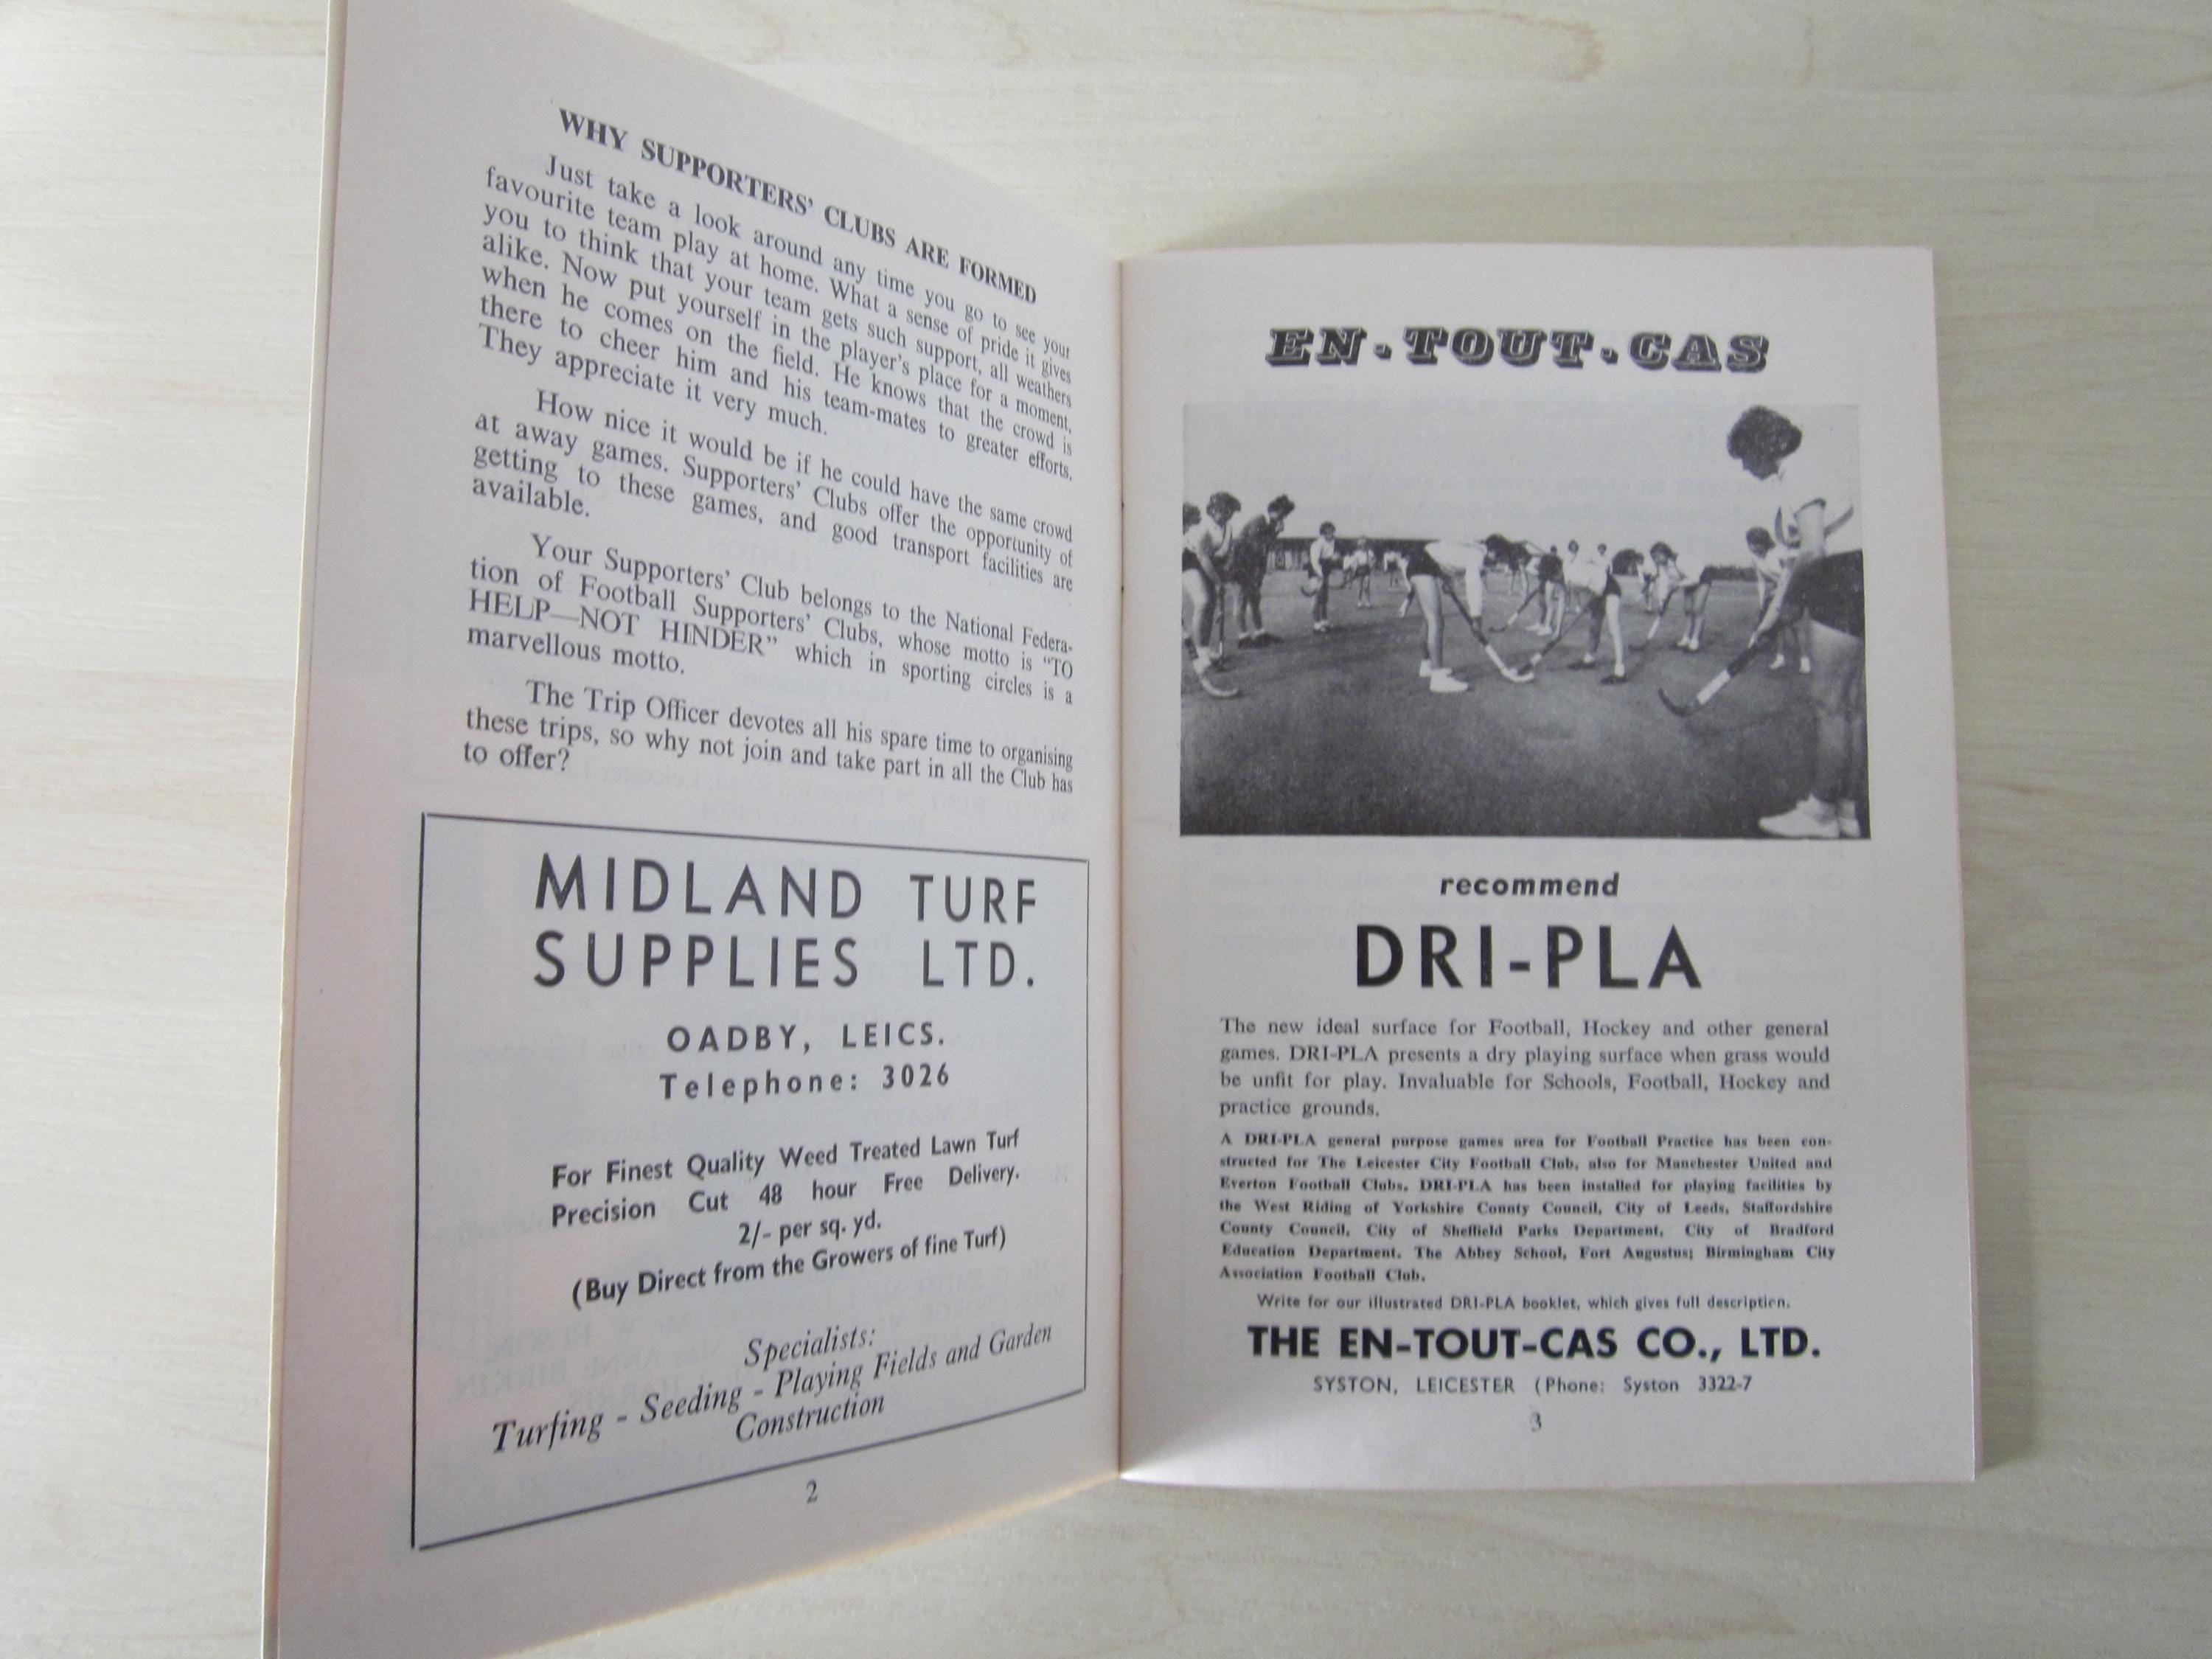 WHY SUPPORTERS' CLUBS ARE FORMED
Just take a look around any time you go to see your
favourite team play at home. What a sense of pride it gives
you to think that your team gets such support, all weathers
alike. Now put yourself in the player's place for a moment,
when he comes on the field. He knows that the crowd is
there to cheer him and his team-mates to greater efforts.
They appreciate it very much.
How nice it would be if he could have the same crowd
at away games. Supporters' Clubs offer the opportunity of
getting to these games, and good transport facilities are
available.
Your Supporters' Club belongs to the National Federa-
tion of Football Supporters' Clubs, whose motto is "TO
HELP—NOT HINDER" which in sporting circles is a
marvellous motto.
The Trip Officer devotes all his spare time to organising
these trips, so why not join and take part in all the Club has
to offer?
MIDLAND TURF
SUPPLIES LTD.
OADBY, LEICS.
Telephone: 3026
For Finest Quality Weed Treated Lawn Turf
Precision Cut 48 hour Free Delivery.
2/- per sq. yd.
(Buy Direct from the Growers of fine Turf)
Specialists:
Turfing - Seeding - Playing Fields and Garden
Construction
2
EN·TOUT·CAS
recommend
DRI-PLA
The new ideal surface for Football, Hockey and other general
games. DRI-PLA presents a dry playing surface when grass would
be unfit for play. Invaluable for Schools, Football, Hockey and
practice grounds.
A DRI-PLA general purpose games area for Football Practice has been con-
structed for The Leicester City Football Club, also for Manchester United and
Everton Football Clubs. DRI-PLA has been installed for playing facilities by
the West Riding of Yorkshire County Council, City of Leeds, Staffordshire
County Council, City of Sheffield Parks Department, City of Bradford
Education Department. The Abbey School, Fort Augustus; Birmingham City
Association Football Club.
Write for our illustrated DRI-PLA booklet, which gives full description.
THE EN-TOUT-CAS CO., LTD.
SYSTON, LEICESTER (Phone: Syston 3322-7
3